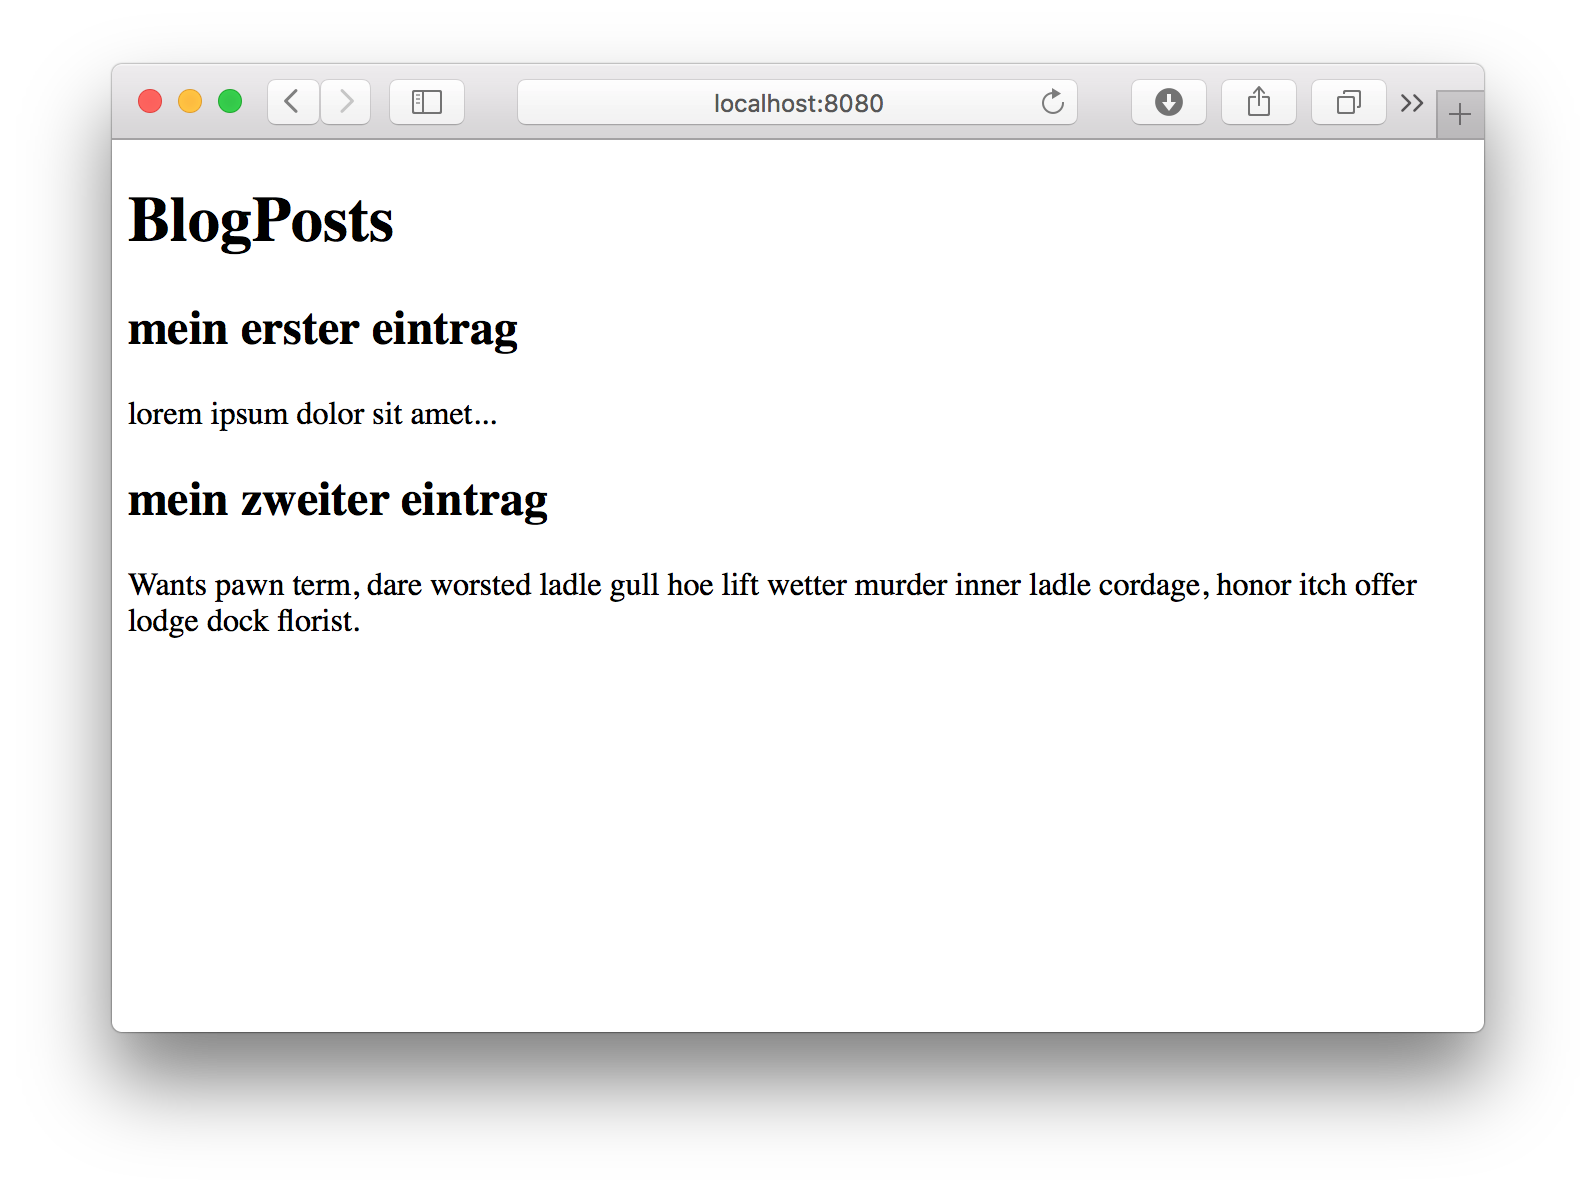 localhost:8080
BlogPosts
mein erster eintrag
lorem ipsum dolor sit amet...
mein zweiter eintrag
Wants pawn term, dare worsted ladle gull hoe lift wetter murder inner ladle cordage, honor itch offer
lodge dock florist.